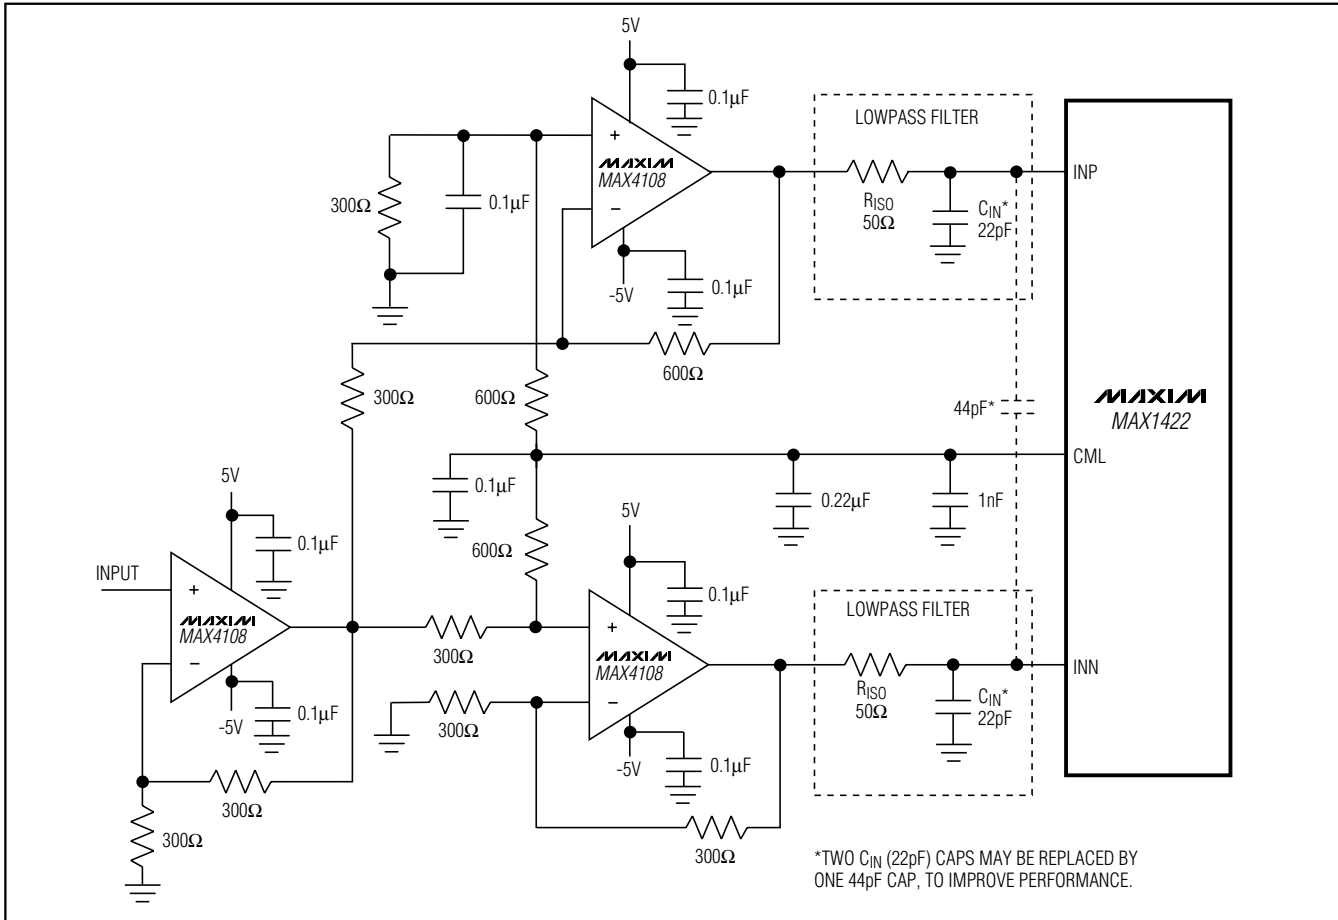 5V
0.1µF
LOWPASS FILTER
+
MAXIM
MAX4108
INP
300Ω
0.1µF
−
RISO
50Ω
CIN*
22pF
-5V
0.1µF
600Ω
300Ω
600Ω
44pF*
MAXIM
MAX1422
CML
5V
0.1µF
0.22µF
1nF
5V
0.1µF
600Ω
0.1µF
LOWPASS FILTER
INPUT
+
MAXIM
MAX4108
−
300Ω
+
MAXIM
MAX4108
−
INN
RISO
50Ω
CIN*
22pF
-5V
0.1µF
300Ω
-5V
0.1µF
300Ω
300Ω
300Ω
*TWO CIN (22pF) CAPS MAY BE REPLACED BY
ONE 44pF CAP, TO IMPROVE PERFORMANCE.